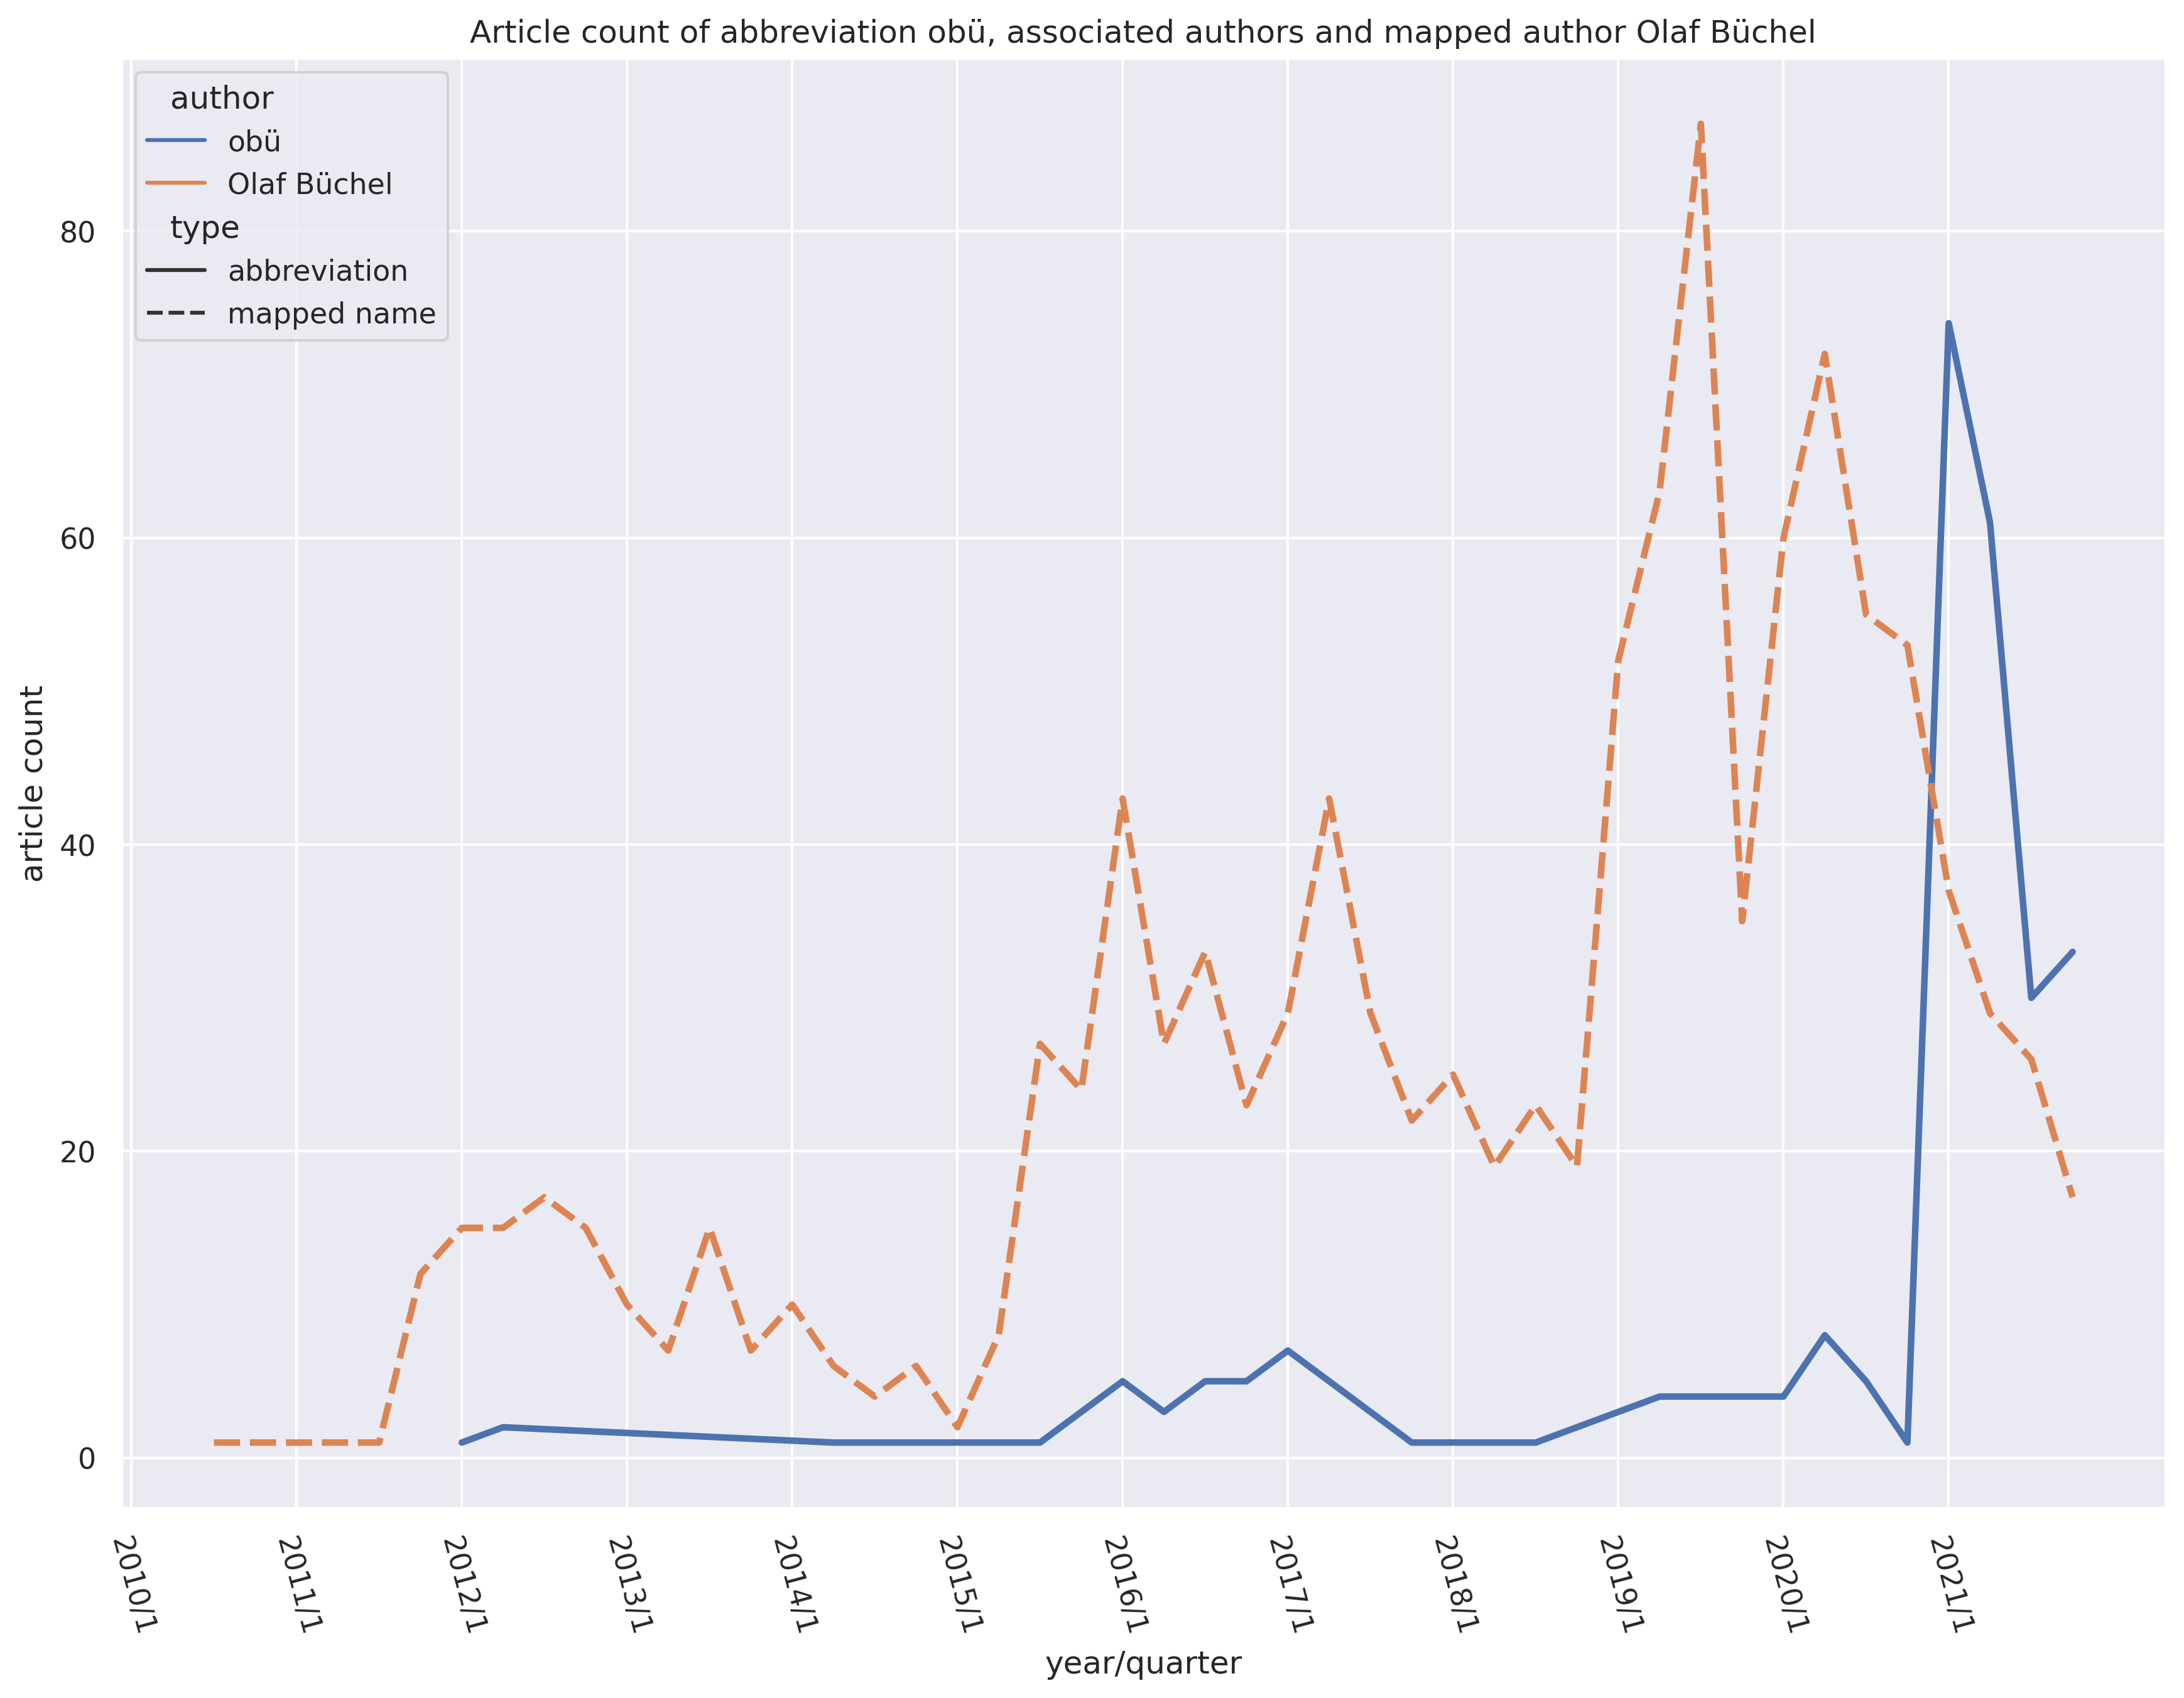 Article count of abbreviation obü, associated authors and mapped author Olaf Büchel
author
obü
Olaf Büchel
type
abbreviation
mapped name
article count
80
60
40
20
0
2010/1
2011/1
2012/1
2013/1
2014/1
2015/1
2016/1
2017/1
2018/1
2019/1
2020/1
2021/1
year/quarter